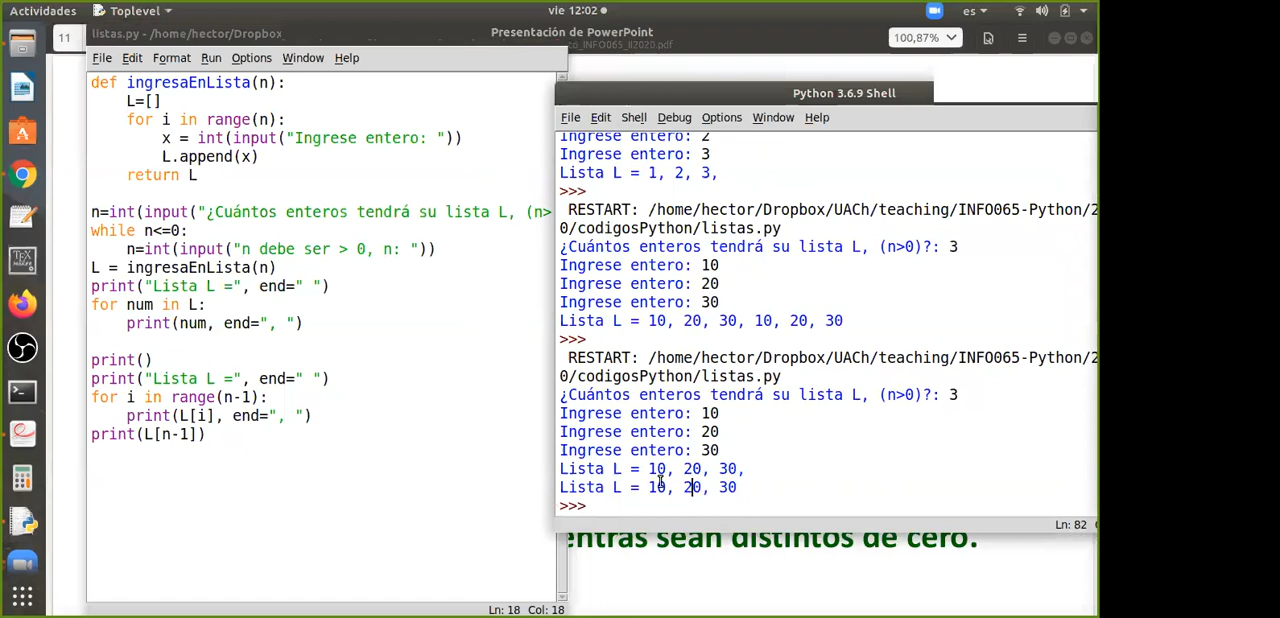 Actividades
Toplevel
vie 12:02
es
11
listas.py - /home/hector/Dropbox
Presentación de PowerPoint
co_INFO065_II2020.pdf
100,87%
File Edit Format Run Options Window Help
def ingresaEnLista(n):
    L=[]
    for i in range(n):
        x = int(input("Ingrese entero: "))
        L.append(x)
    return L
n=int(input("¿Cuántos enteros tendrá su lista L, (n>
while n<=0:
    n=int(input("n debe ser > 0, n: "))
L = ingresaEnLista(n)
print("Lista L =", end=" ")
for num in L:
    print(num, end=", ")
print()
print("Lista L =", end=" ")
for i in range(n-1):
    print(L[i], end=", ")
print(L[n-1])
Ln: 18 Col: 18
Python 3.6.9 Shell
File Edit Shell Debug Options Window Help
Ingrese entero: 2
Ingrese entero: 3
Lista L = 1, 2, 3,
>>>
 RESTART: /home/hector/Dropbox/UACh/teaching/INFO065-Python/2
0/codigosPython/listas.py
¿Cuántos enteros tendrá su lista L, (n>0)?: 3
Ingrese entero: 10
Ingrese entero: 20
Ingrese entero: 30
Lista L = 10, 20, 30, 10, 20, 30
>>>
 RESTART: /home/hector/Dropbox/UACh/teaching/INFO065-Python/2
0/codigosPython/listas.py
¿Cuántos enteros tendrá su lista L, (n>0)?: 3
Ingrese entero: 10
Ingrese entero: 20
Ingrese entero: 30
Lista L = 10, 20, 30,
Lista L = 10, 20, 30
>>>
Ln: 82
entras sean distintos de cero.